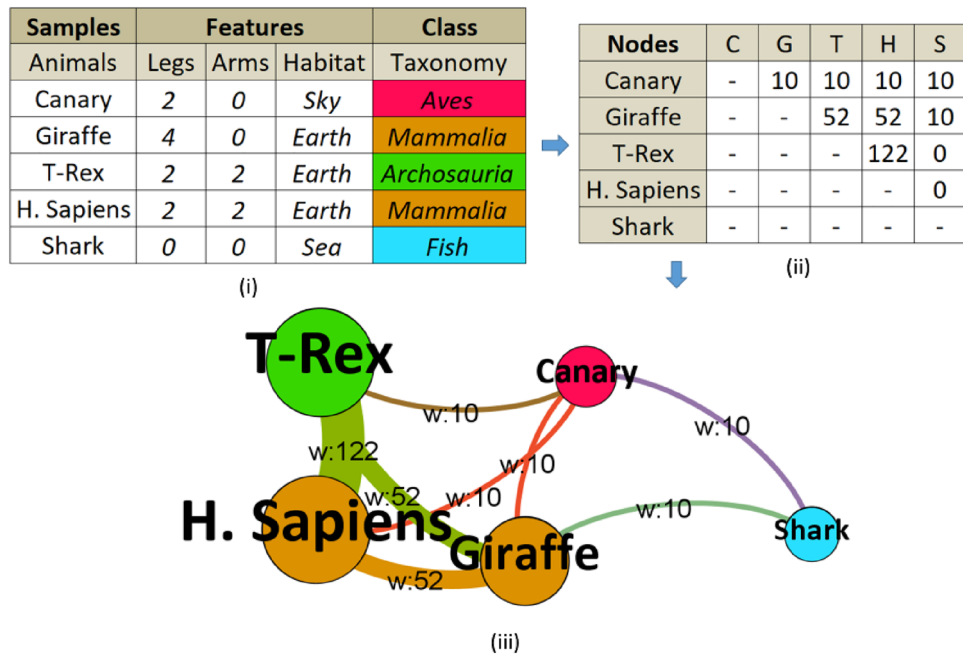 Samples Features Class
Animals Legs Arms Habitat Taxonomy
Canary 2 0 Sky Aves
Giraffe 4 0 Earth Mammalia
T-Rex 2 2 Earth Archosauria
H. Sapiens 2 2 Earth Mammalia
Shark 0 0 Sea Fish
(i)
Nodes C G T H S
Canary - 10 10 10 10
Giraffe - - 52 52 10
T-Rex - - - 122 0
H. Sapiens - - - - 0
Shark - - - - -
(ii)
T-Rex
Canary
w:10
w:10
w:122
w:10
w:52
w:10
H. Sapiens
Giraffe
w:10
Shark
w:52
(iii)